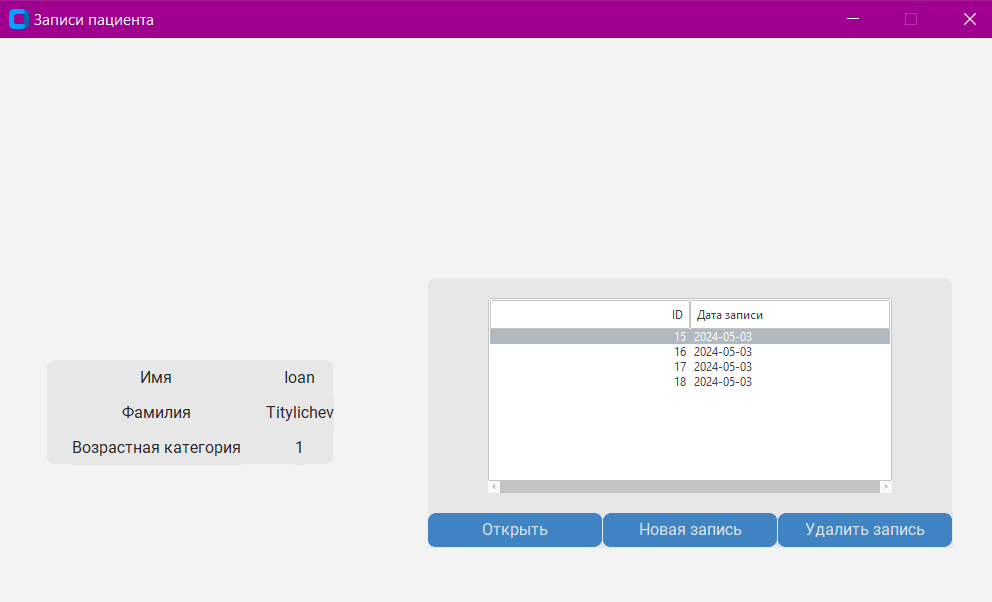 Записи пациента
Имя Ioan
Фамилия Titylichev
Возрастная категория 1
ID Дата записи
15 2024-05-03
16 2024-05-03
17 2024-05-03
18 2024-05-03
Открыть Новая запись Удалить запись